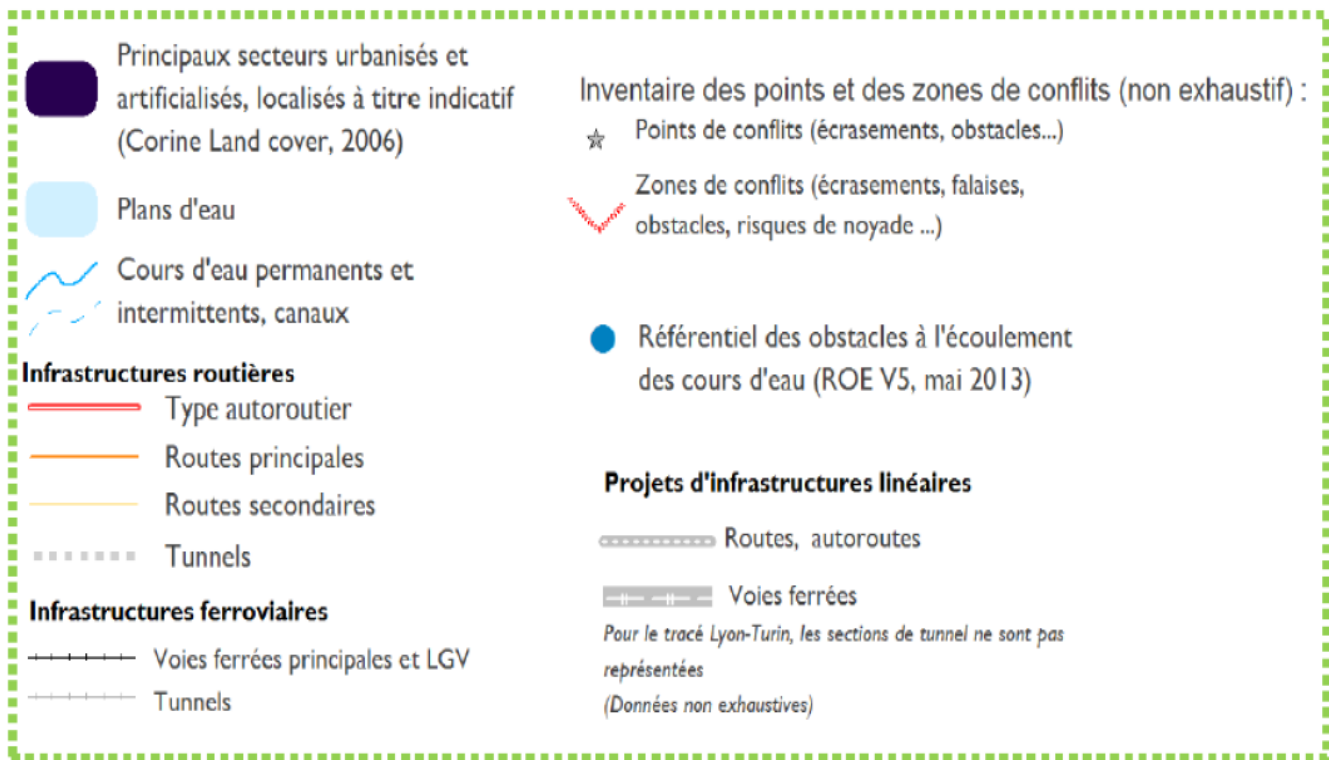 Principaux secteurs urbanisés et
artificialisés, localisés à titre indicatif
(Corine Land cover, 2006)
Plans d'eau
Cours d'eau permanents et
intermittents, canaux
Infrastructures routières
Type autoroutier
Routes principales
Routes secondaires
Tunnels
Infrastructures ferroviaires
Voies ferrées principales et LGV
Tunnels
Inventaire des points et des zones de conflits (non exhaustif) :
Points de conflits (écrasements, obstacles...)
Zones de conflits (écrasements, falaises,
obstacles, risques de noyade ...)
Référentiel des obstacles à l'écoulement
des cours d'eau (ROE V5, mai 2013)
Projets d'infrastructures linéaires
Routes, autoroutes
Voies ferrées
Pour le tracé Lyon-Turin, les sections de tunnel ne sont pas
représentées
(Données non exhaustives)